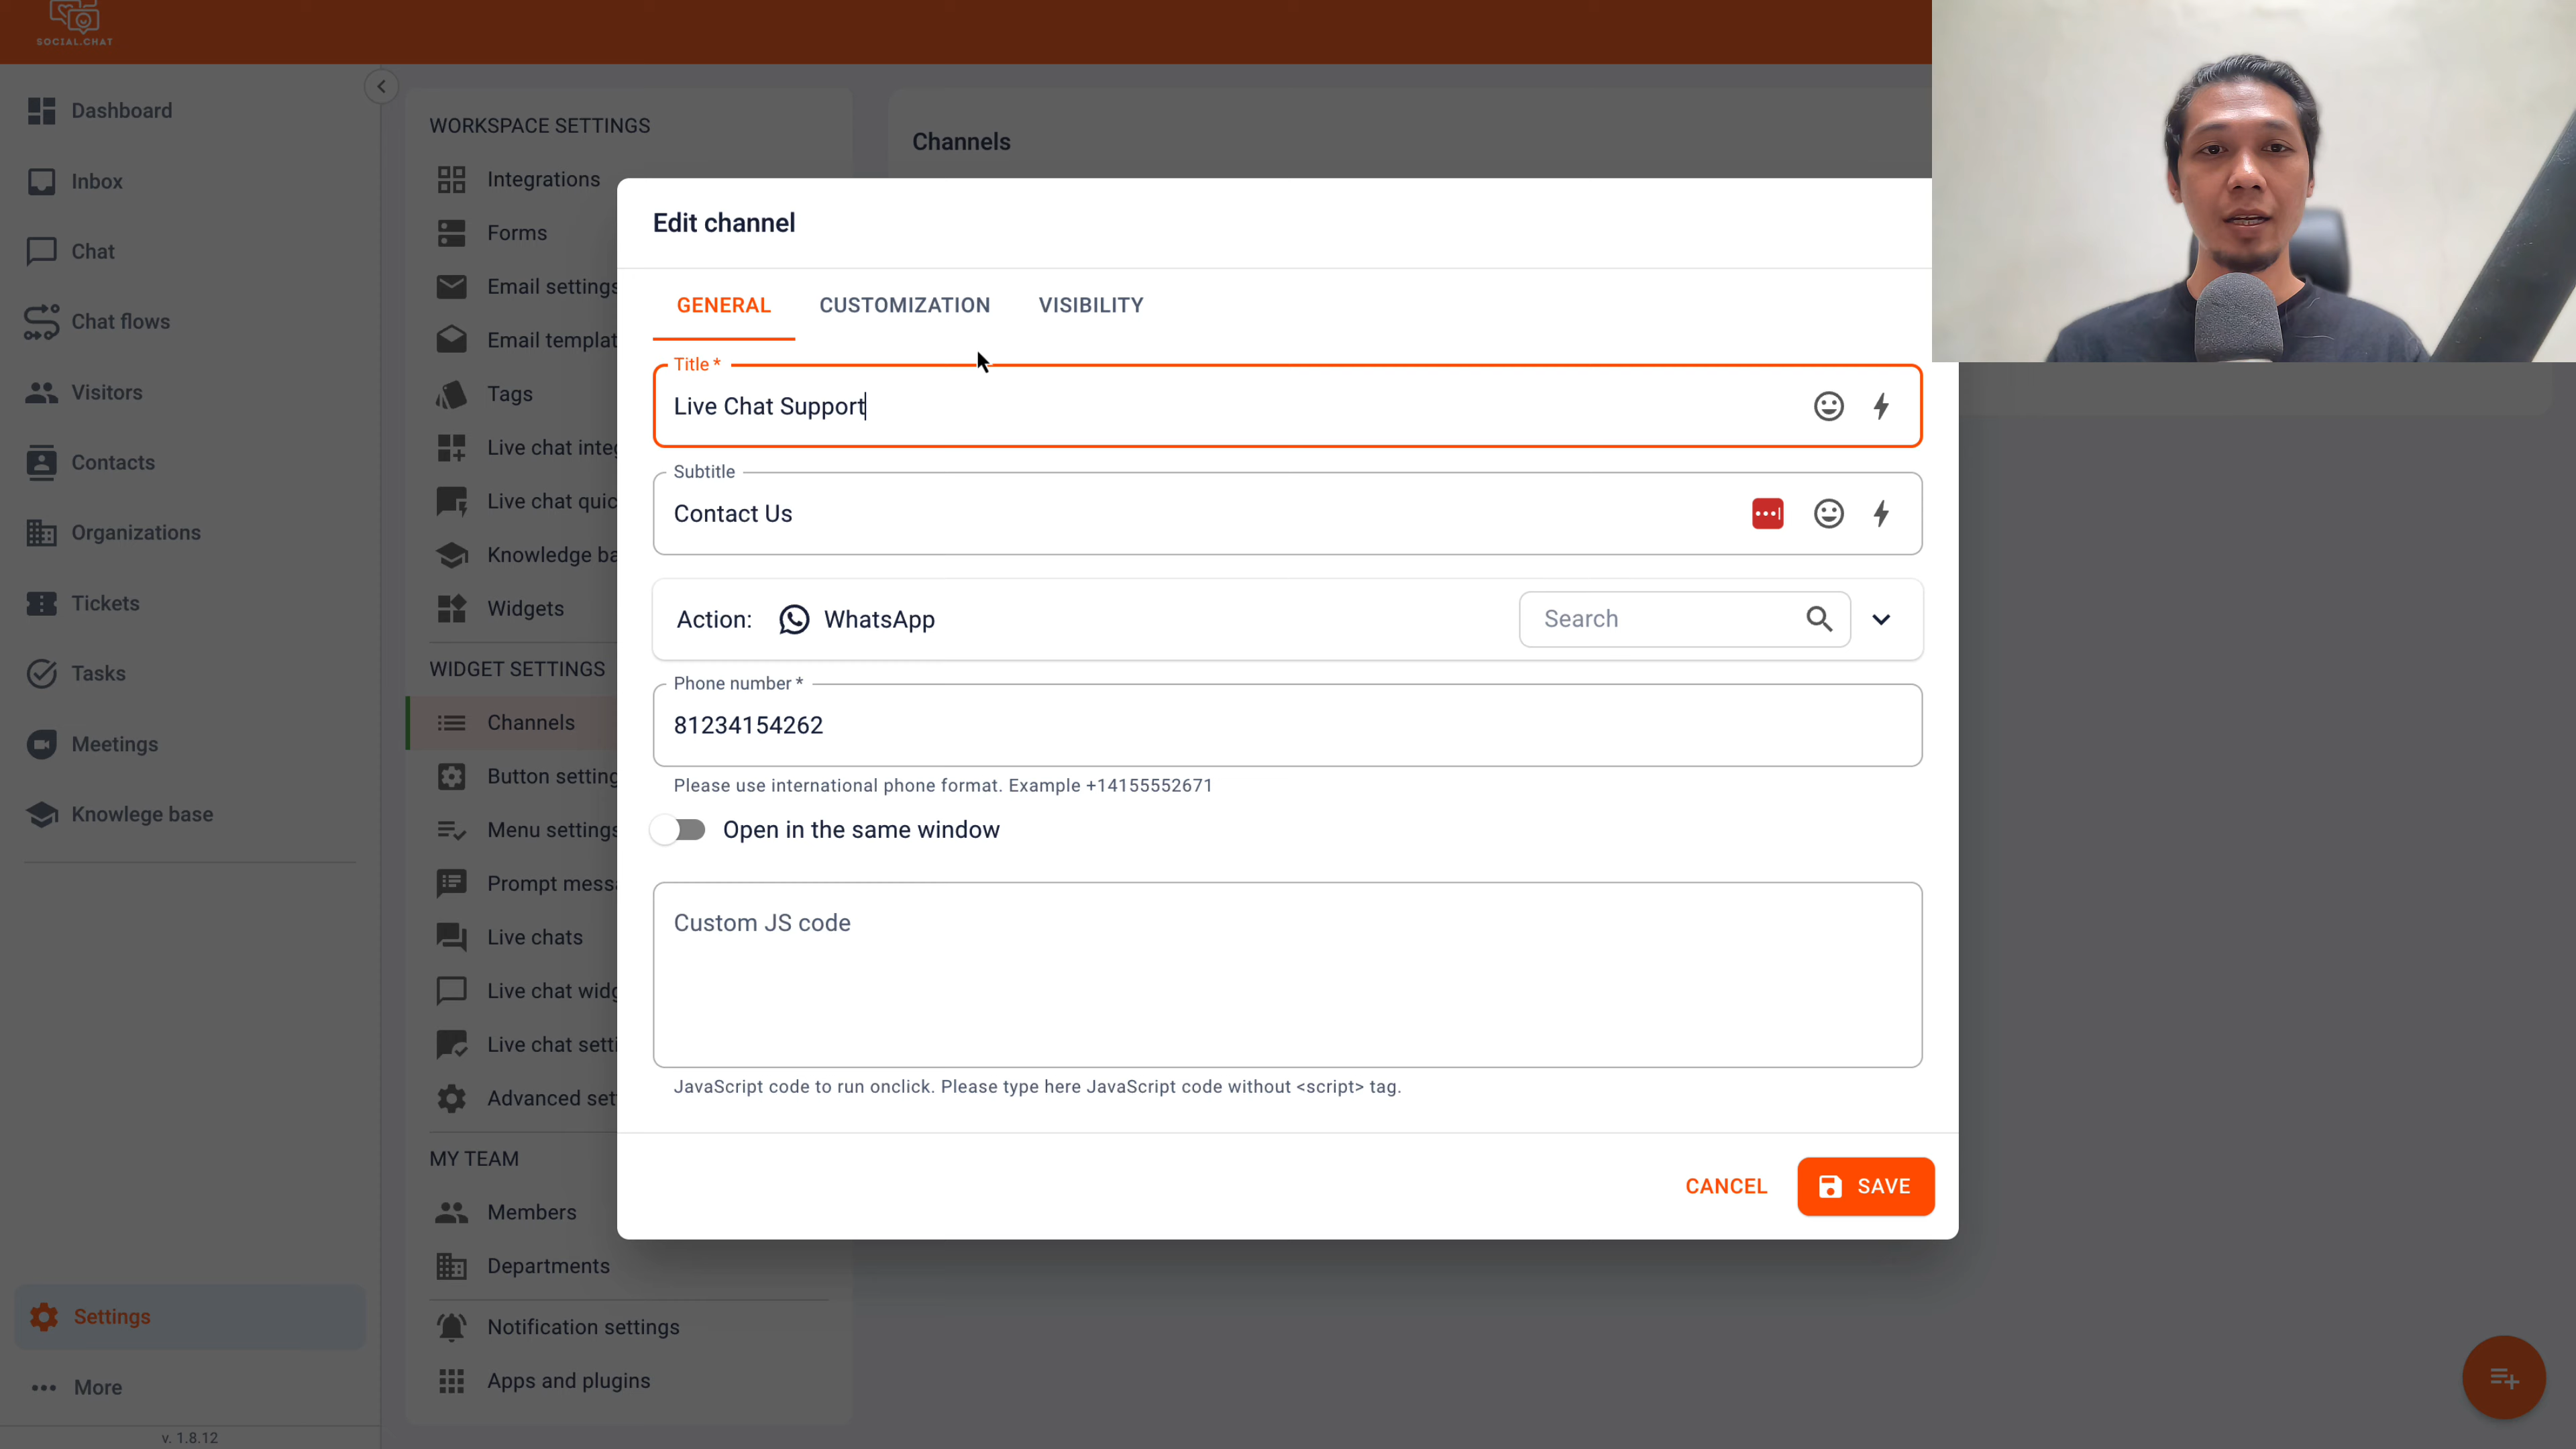 SOCIAL.CHAT
Dashboard
Inbox
Chat
Chat flows
Visitors
Contacts
Organizations
Tickets
Tasks
Meetings
Knowlege base
Settings
More
v. 1.8.12
WORKSPACE SETTINGS
Integrations
Forms
Email settings
Email templat
Tags
Live chat integ
Live chat quic
Knowledge ba
Widgets
WIDGET SETTINGS
Channels
Button setting
Menu settings
Prompt messa
Live chats
Live chat widg
Live chat setti
Advanced set
MY TEAM
Members
Departments
Notification settings
Apps and plugins
Channels
Edit channel
GENERAL CUSTOMIZATION VISIBILITY
Title *
Live Chat Support
Subtitle
Contact Us
Action: WhatsApp Search
Phone number *
81234154262
Please use international phone format. Example +14155552671
Open in the same window
Custom JS code
JavaScript code to run onclick. Please type here JavaScript code without <script> tag.
CANCEL SAVE